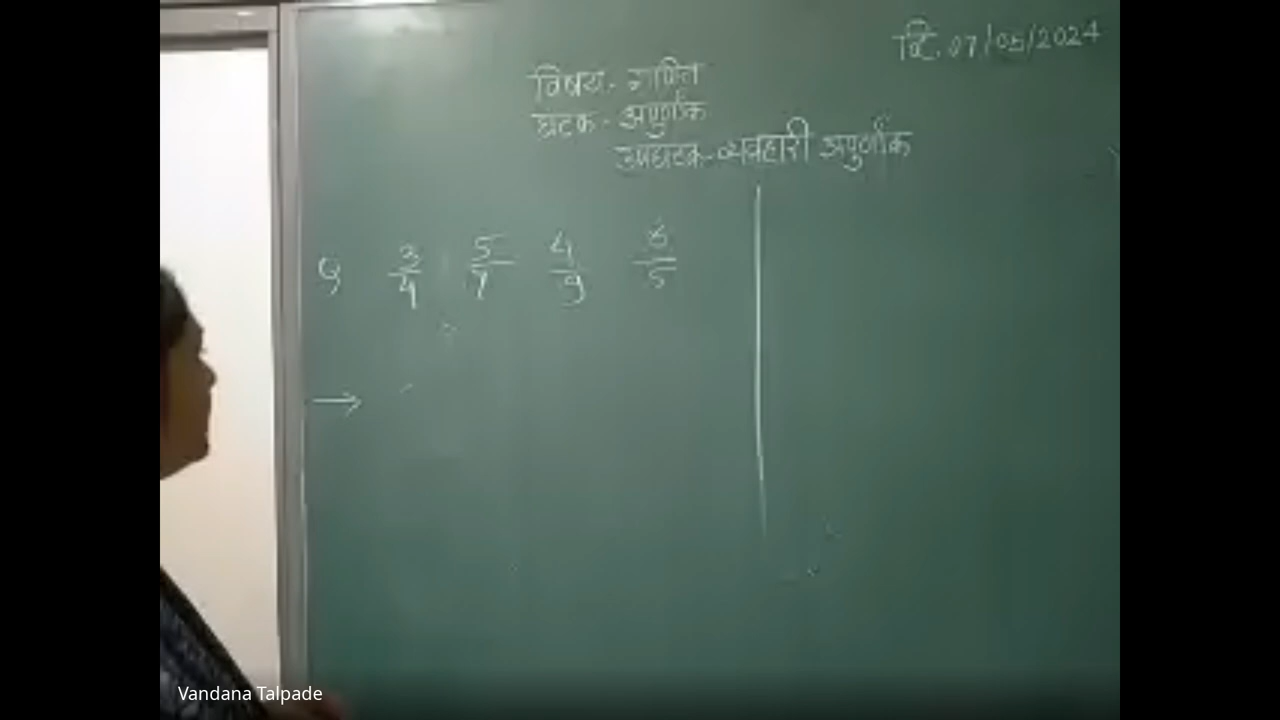 दि. 07/05/2024
विषय - गणित
घटक - अपुर्णांक
उपघटक - व्यवहारी अपुर्णांक
9 3/4 5/7 4/9 6/5
→
Vandana Talpade